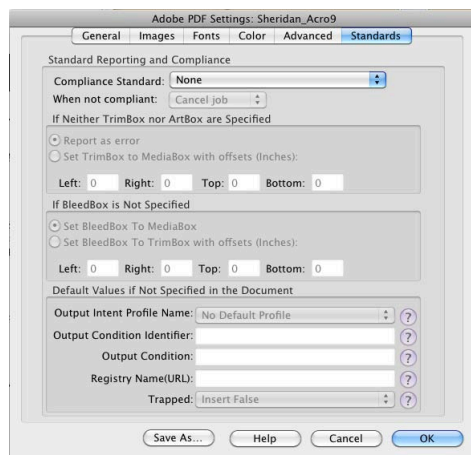 Adobe PDF Settings: Sheridan_Acro9
General Images Fonts Color Advanced Standards
Standard Reporting and Compliance
Compliance Standard: None
When not compliant: Cancel job
If Neither TrimBox nor ArtBox are Specified
Report as error
Set TrimBox to MediaBox with offsets (Inches):
Left: 0 Right: 0 Top: 0 Bottom: 0
If BleedBox is Not Specified
Set BleedBox To MediaBox
Set BleedBox To TrimBox with offsets (Inches):
Left: 0 Right: 0 Top: 0 Bottom: 0
Default Values if Not Specified in the Document
Output Intent Profile Name: No Default Profile ?
Output Condition Identifier: ?
Output Condition: ?
Registry Name(URL): ?
Trapped: Insert False ?
Save As... Help Cancel OK